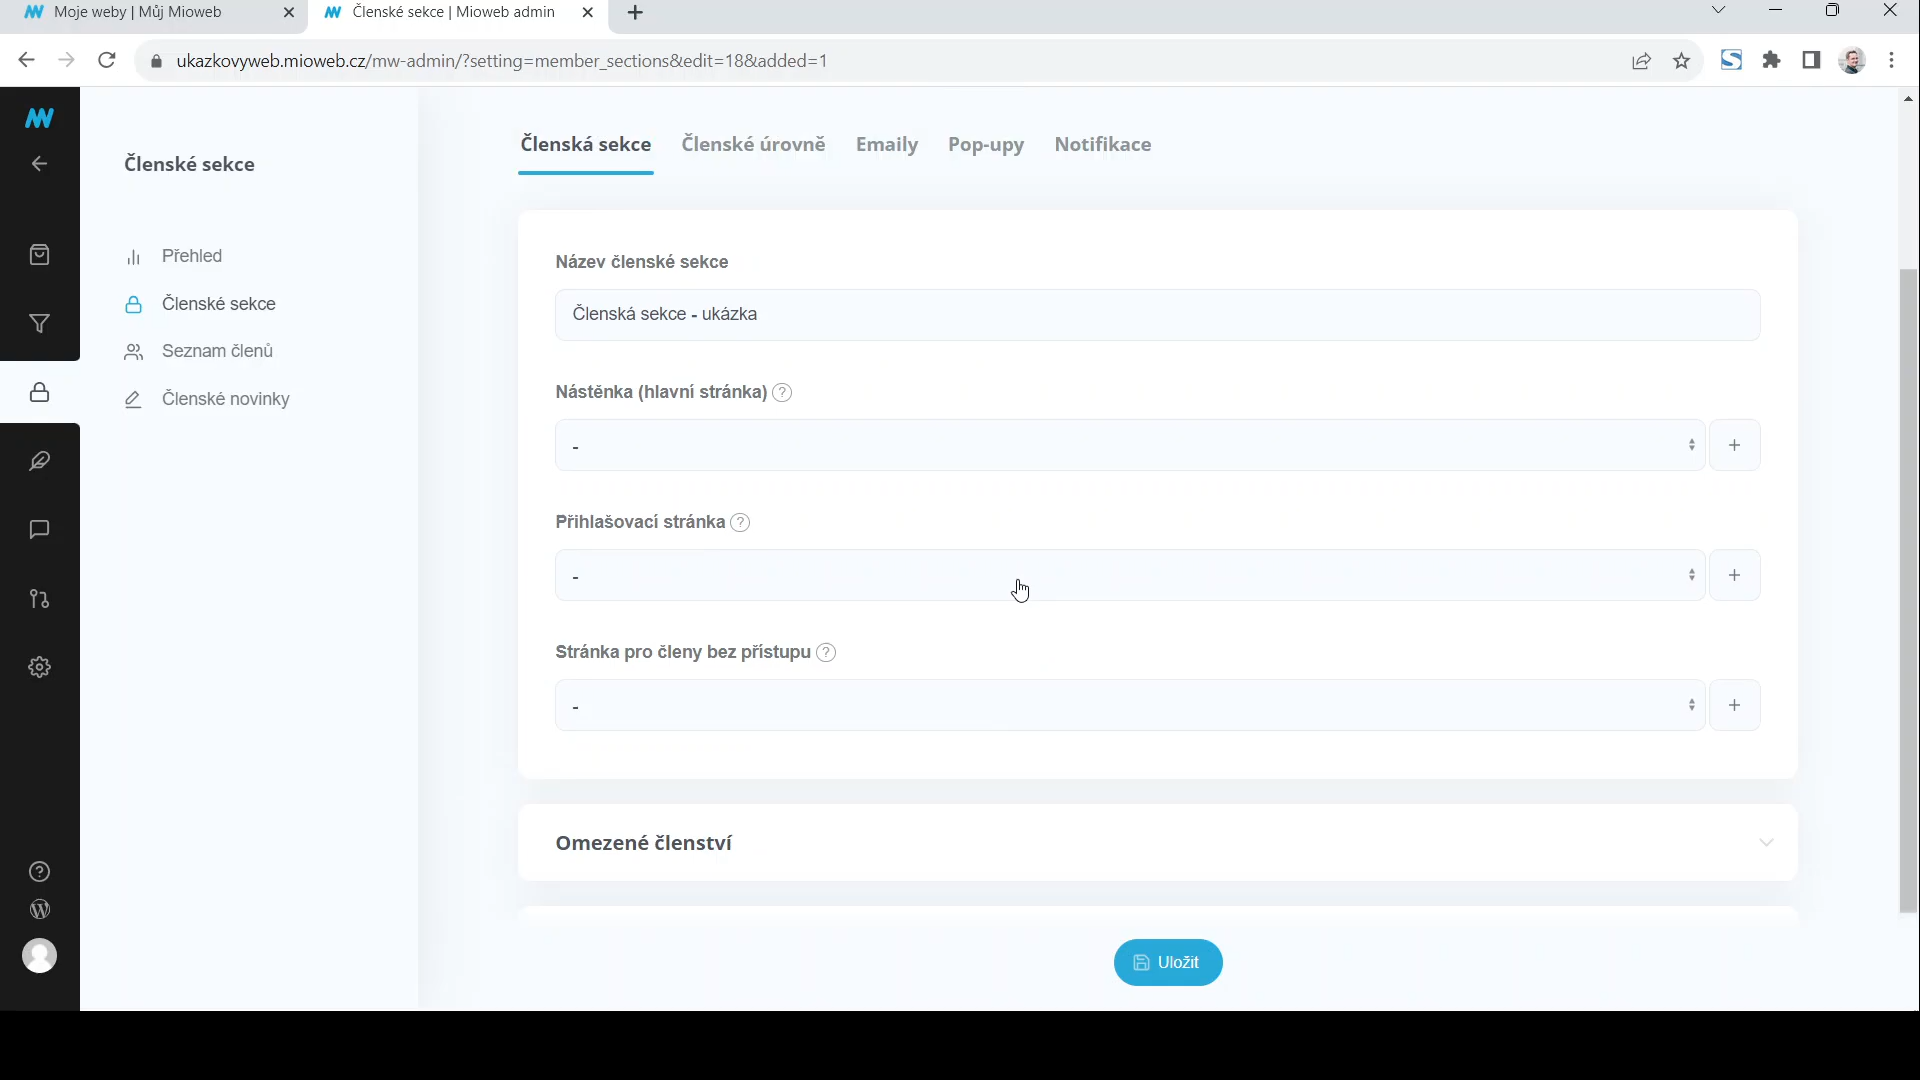 Moje weby | Můj Mioweb
Členské sekce | Mioweb admin
ukazkovyweb.mioweb.cz/mw-admin/?setting=member_sections&edit=18&added=1
Členské sekce
Přehled
Členské sekce
Seznam členů
Členské novinky
Členská sekce Členské úrovně Emaily Pop-upy Notifikace
Název členské sekce
Členská sekce - ukázka
Nástěnka (hlavní stránka) ?
-
+
Přihlašovací stránka ?
-
+
Stránka pro členy bez přístupu ?
-
+
Omezené členství
Uložit